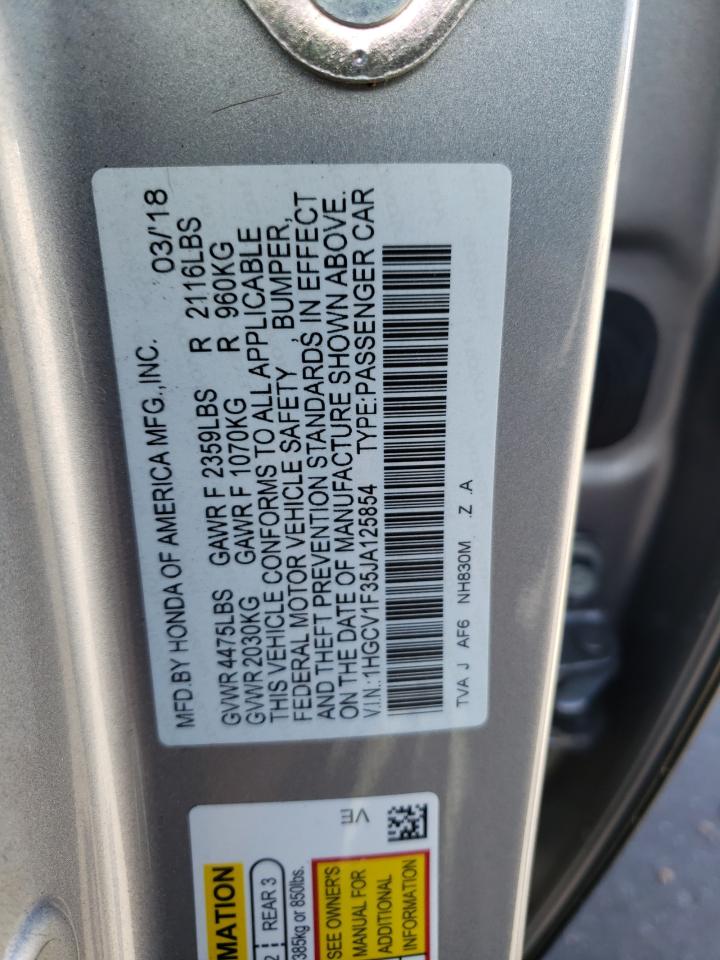 MFD.BY HONDA OF AMERICA MFG.,INC. 03/'18
GVWR 4475LBS GAWR F 2359LBS R 2116LBS
GVWR 2030KG GAWR F 1070KG R 960KG
THIS VEHICLE CONFORMS TO ALL APPLICABLE
FEDERAL MOTOR VEHICLE SAFETY , BUMPER,
AND THEFT PREVENTION STANDARDS IN EFFECT
ON THE DATE OF MANUFACTURE SHOWN ABOVE.
V.I.N.:1HGCV1F35JA125854 TYPE:PASSENGER CAR
TVA J AF6 NH830M .Z .A
VE
MATION
2 REAR 3
385kg or 850lbs.
SEE OWNER'S
MANUAL FOR
ADDITIONAL
INFORMATION